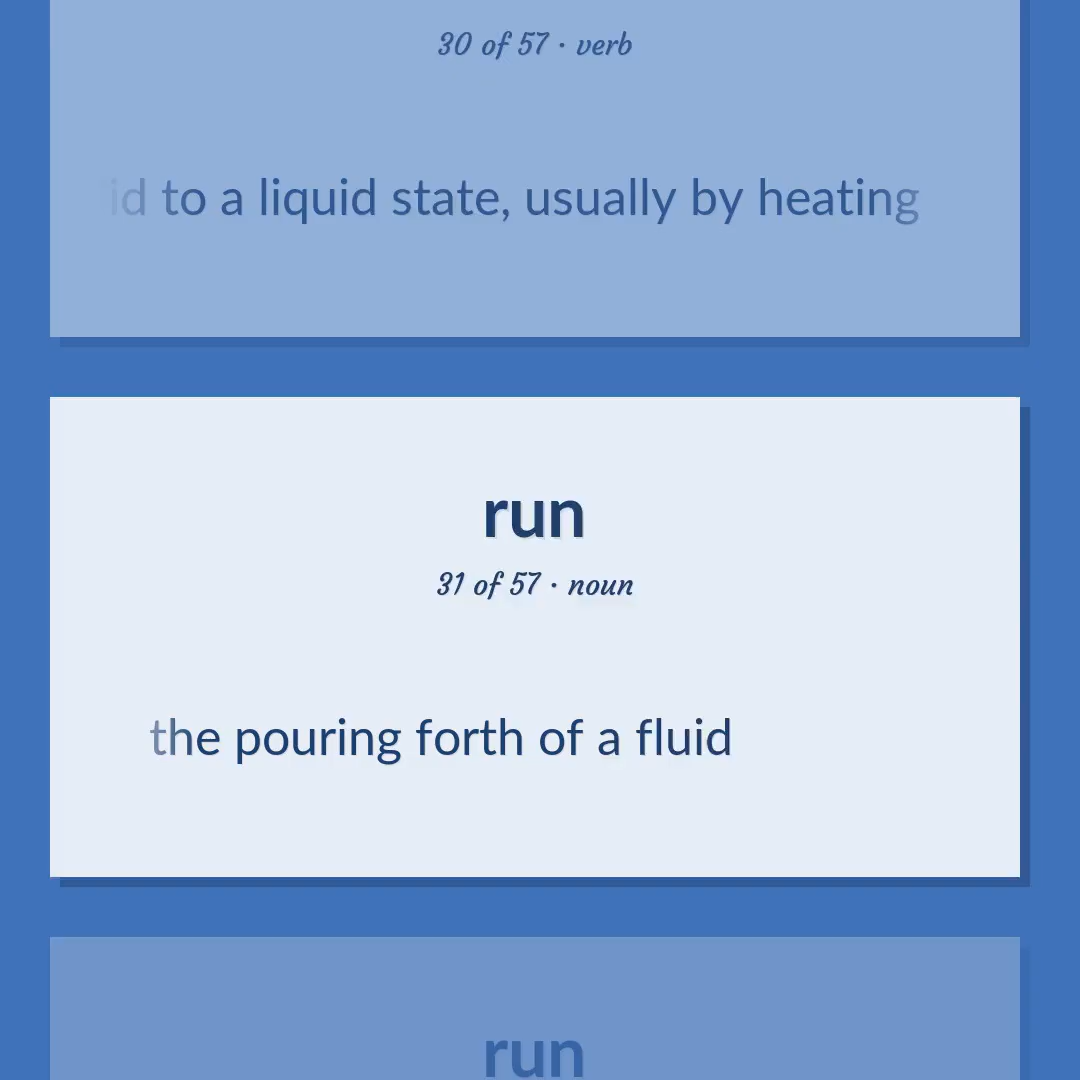 30 of 57 · verb
id to a liquid state, usually by heating
run
31 of 57 · noun
the pouring forth of a fluid
run